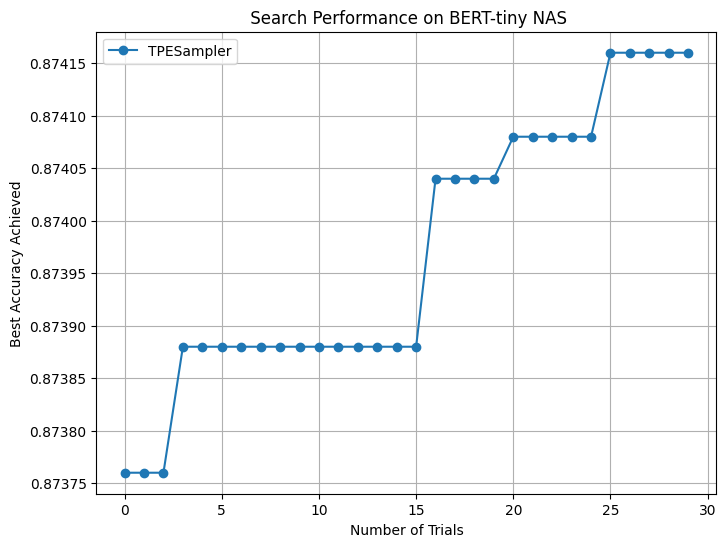 Search Performance on BERT-tiny NAS
TPESampler
Best Accuracy Achieved
0.87415
0.87410
0.87405
0.87400
0.87395
0.87390
0.87385
0.87380
0.87375
0 5 10 15 20 25 30
Number of Trials